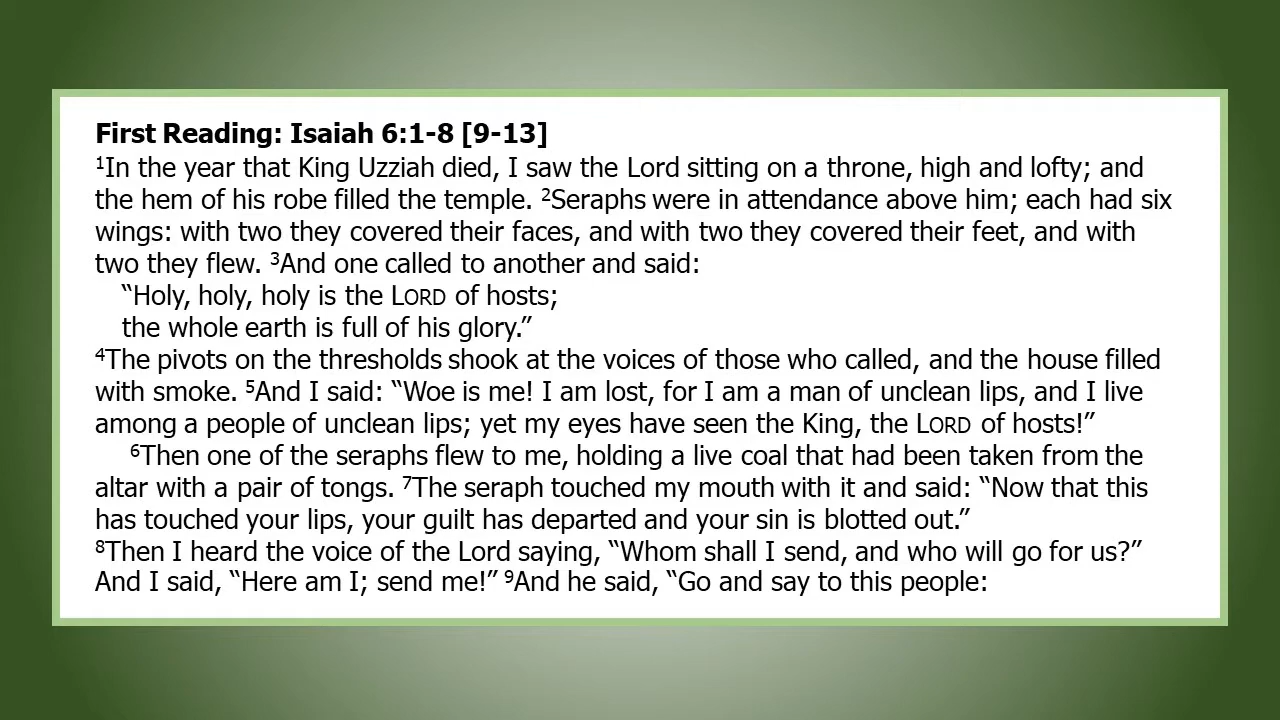 First Reading: Isaiah 6:1-8 [9-13]
¹In the year that King Uzziah died, I saw the Lord sitting on a throne, high and lofty; and
the hem of his robe filled the temple. ²Seraphs were in attendance above him; each had six
wings: with two they covered their faces, and with two they covered their feet, and with
two they flew. ³And one called to another and said:
“Holy, holy, holy is the LORD of hosts;
the whole earth is full of his glory.”
⁴The pivots on the thresholds shook at the voices of those who called, and the house filled
with smoke. ⁵And I said: “Woe is me! I am lost, for I am a man of unclean lips, and I live
among a people of unclean lips; yet my eyes have seen the King, the LORD of hosts!”
⁶Then one of the seraphs flew to me, holding a live coal that had been taken from the
altar with a pair of tongs. ⁷The seraph touched my mouth with it and said: “Now that this
has touched your lips, your guilt has departed and your sin is blotted out.”
⁸Then I heard the voice of the Lord saying, “Whom shall I send, and who will go for us?”
And I said, “Here am I; send me!” ⁹And he said, “Go and say to this people: